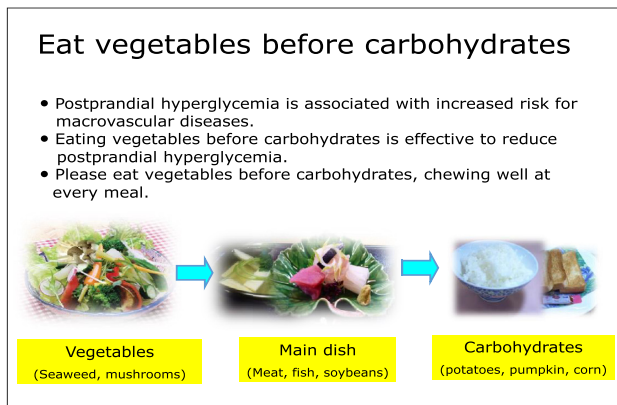 Eat vegetables before carbohydrates
• Postprandial hyperglycemia is associated with increased risk for
macrovascular diseases.
• Eating vegetables before carbohydrates is effective to reduce
postprandial hyperglycemia.
• Please eat vegetables before carbohydrates, chewing well at
every meal.
Vegetables
(Seaweed, mushrooms)
Main dish
(Meat, fish, soybeans)
Carbohydrates
(potatoes, pumpkin, corn)